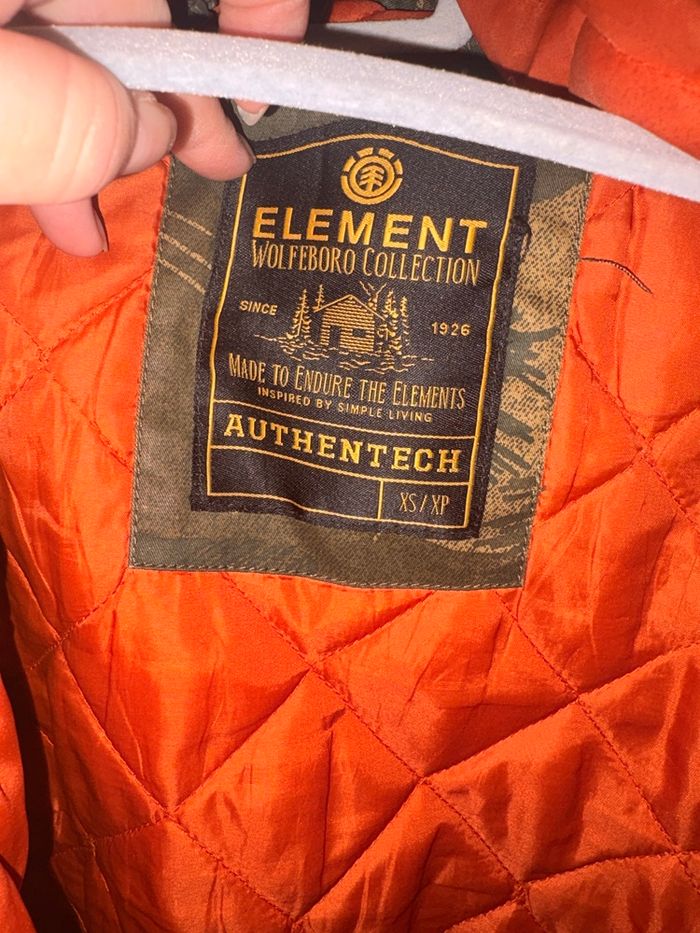 ELEMENT
WOLFEBORO COLLECTION
SINCE 1926
MADE TO ENDURE THE ELEMENTS
INSPIRED BY SIMPLE LIVING
AUTHENTECH
XS/XP